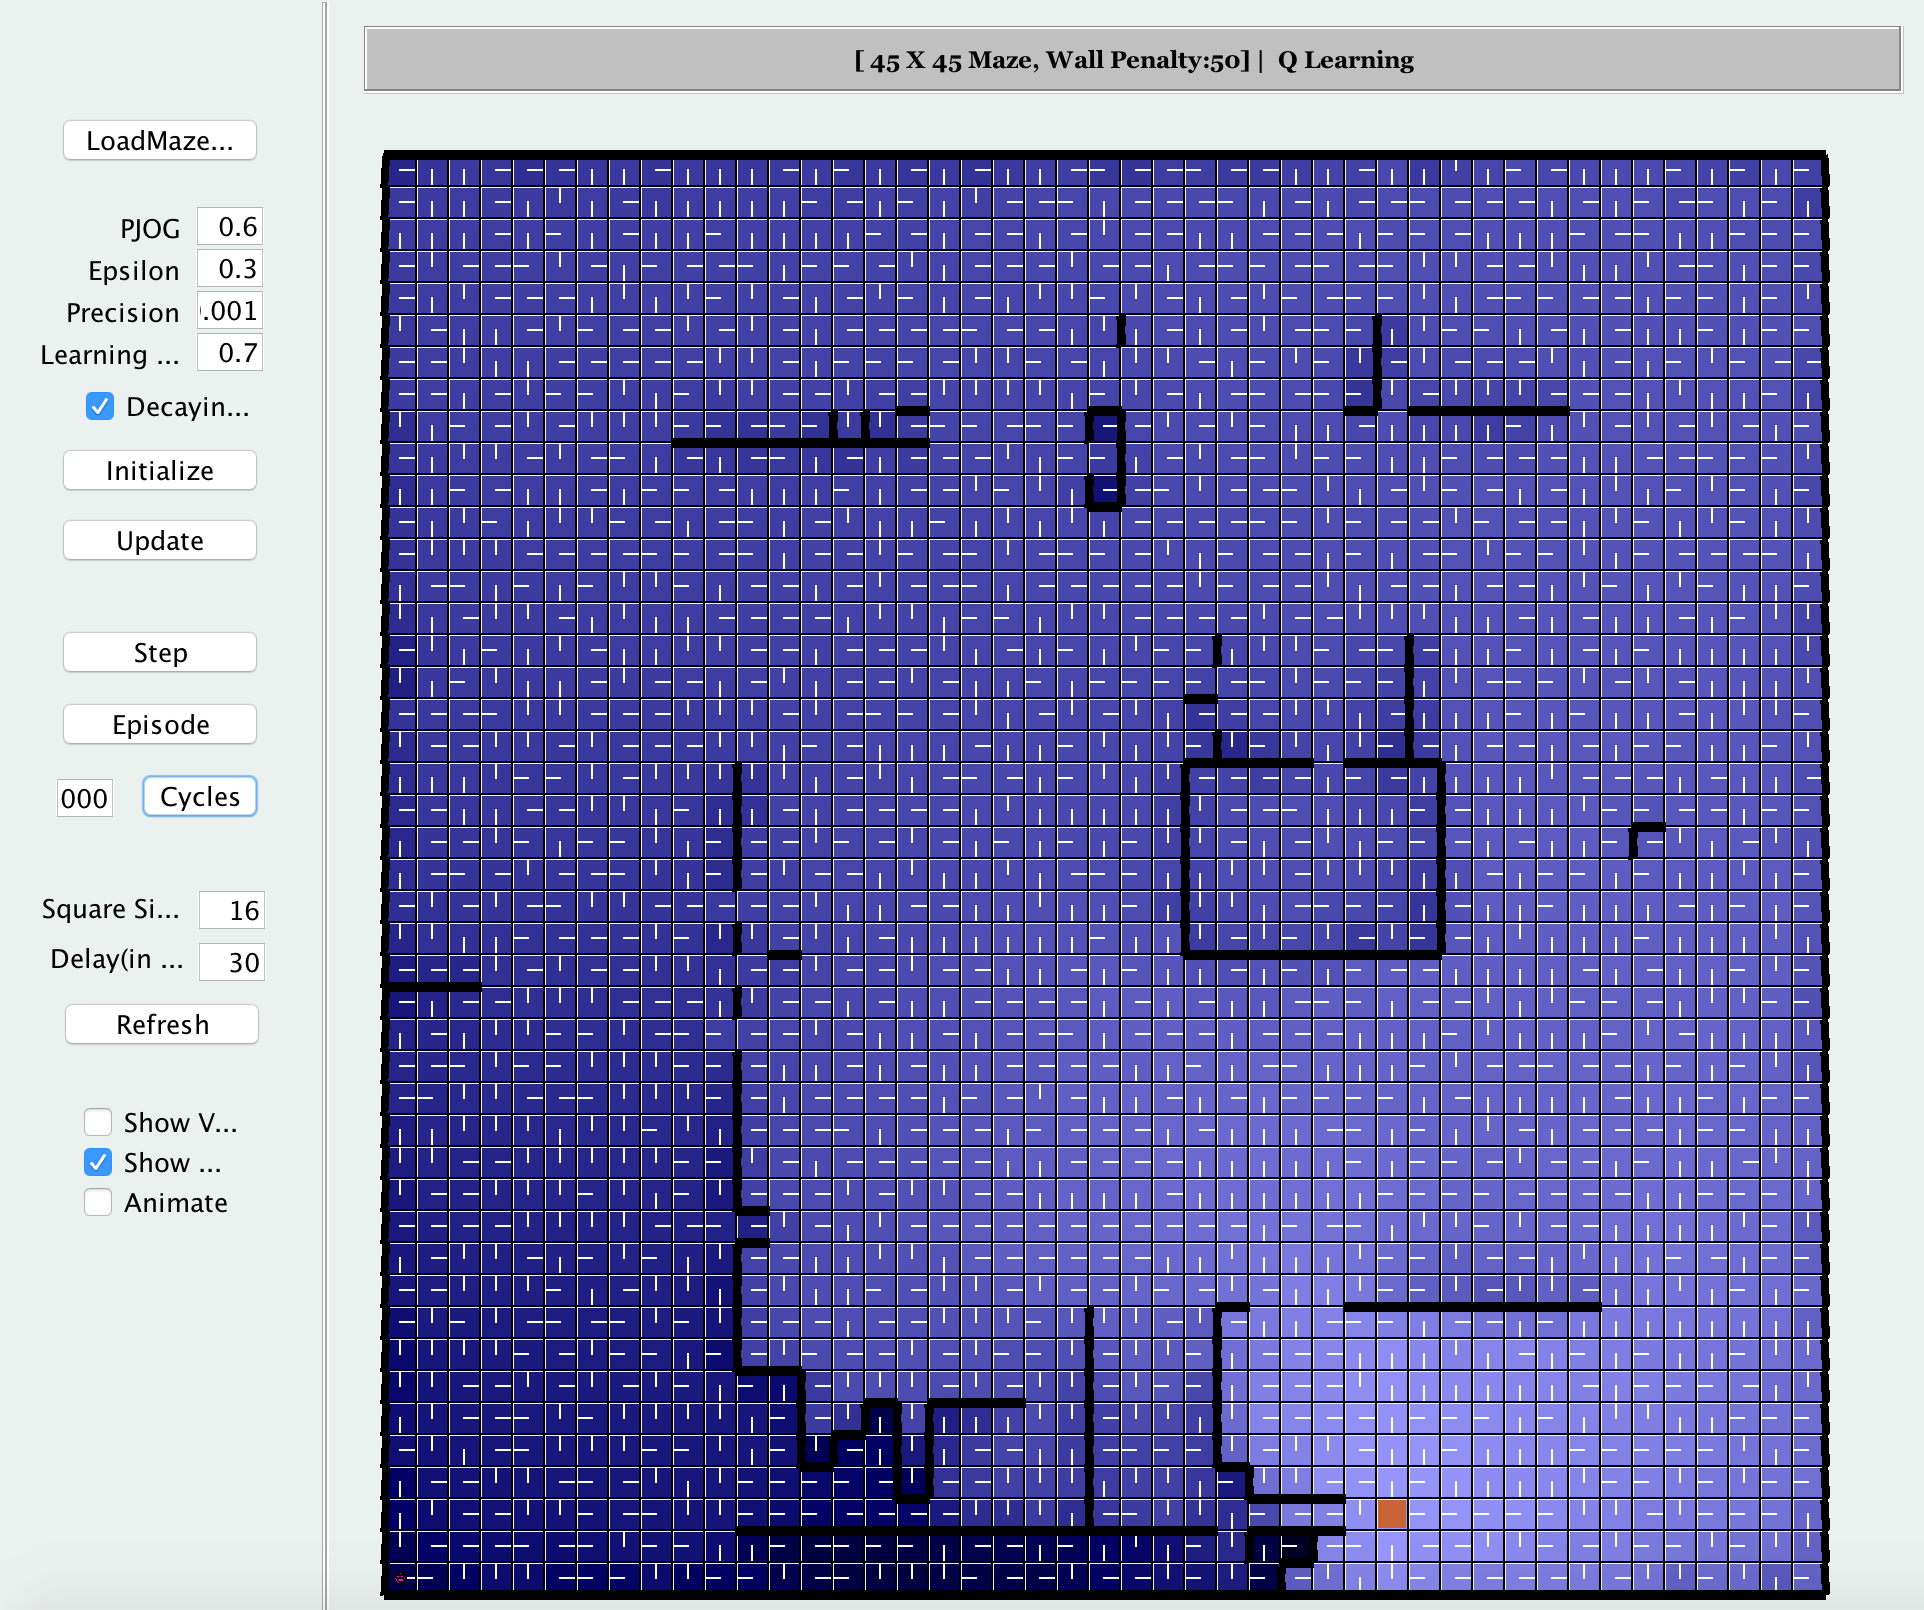 [ 45 X 45 Maze, Wall Penalty:50] | Q Learning
LoadMaze...
PJOG 0.6
Epsilon 0.3
Precision .001
Learning ... 0.7
Decayin...
Initialize
Update
Step
Episode
000 Cycles
Square Si... 16
Delay(in ... 30
Refresh
Show V...
Show ...
Animate